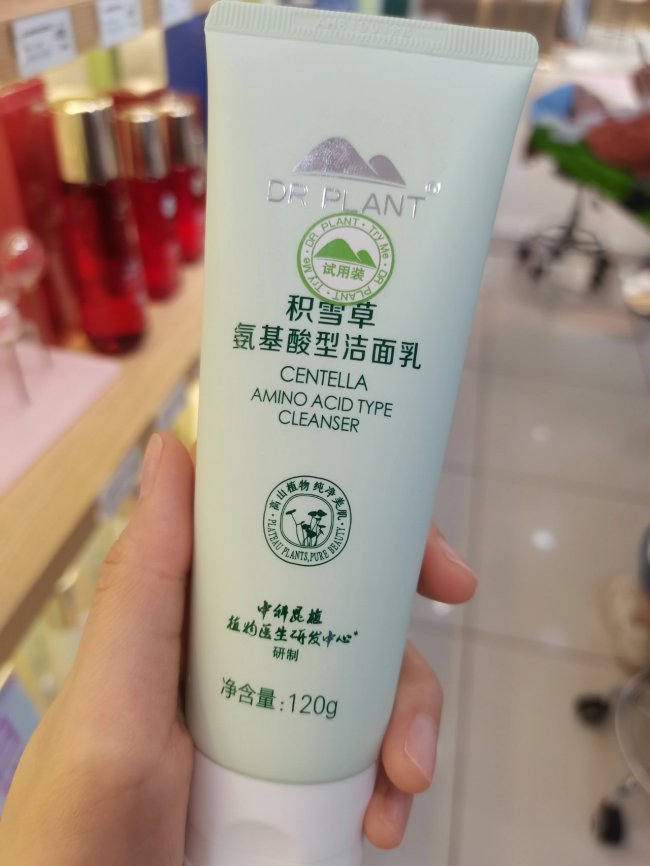 DR PLANT
DR PLANT · Try Me · DR PLANT · Try Me ·
试用装
积雪草
氨基酸型洁面乳
CENTELLA
AMINO ACID TYPE
CLEANSER
高山植物纯净美肌
PLATEAU PLANTS,PURE BEAUTY
中科昆植
植物医生研发中心*
研制
净含量:120g